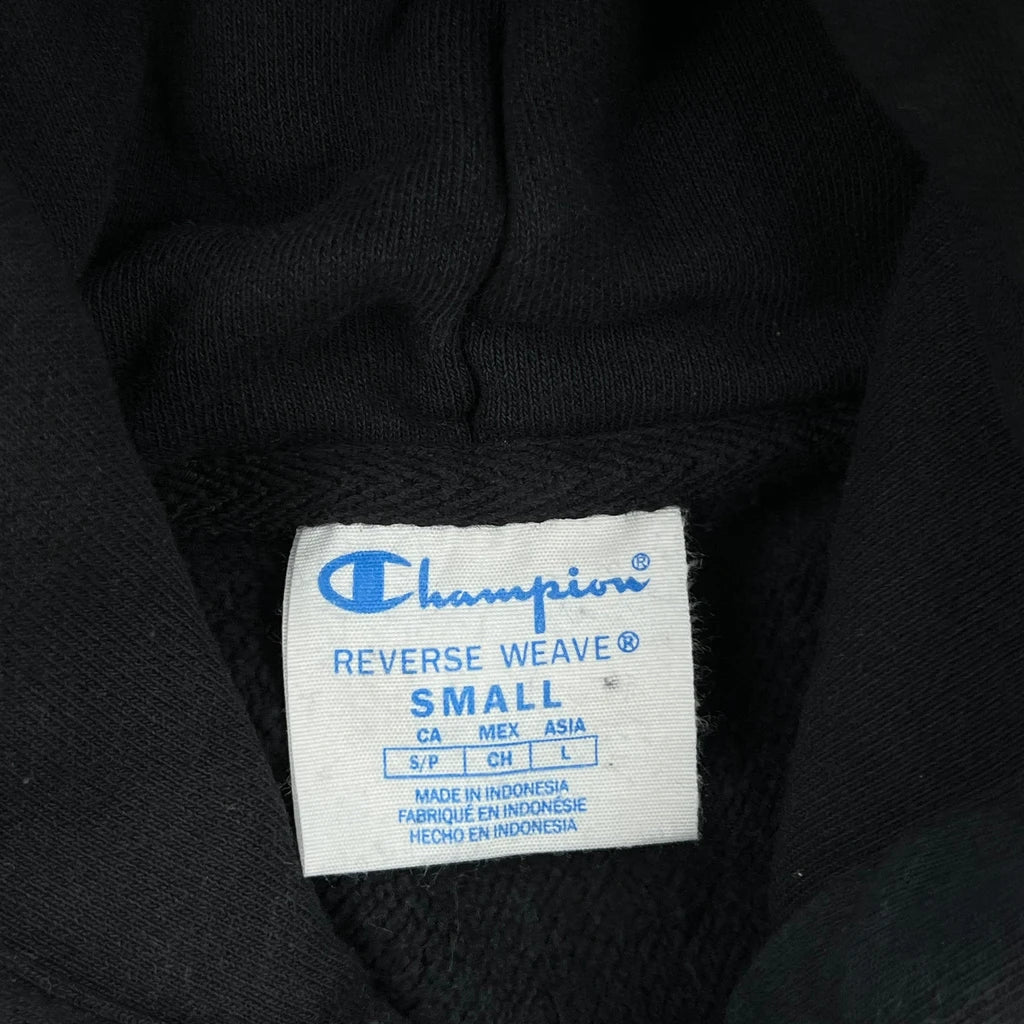 Champion®
REVERSE WEAVE®
SMALL
CA MEX ASIA
S/P CH L
MADE IN INDONESIA
FABRIQUÉ EN INDONÉSIE
HECHO EN INDONESIA